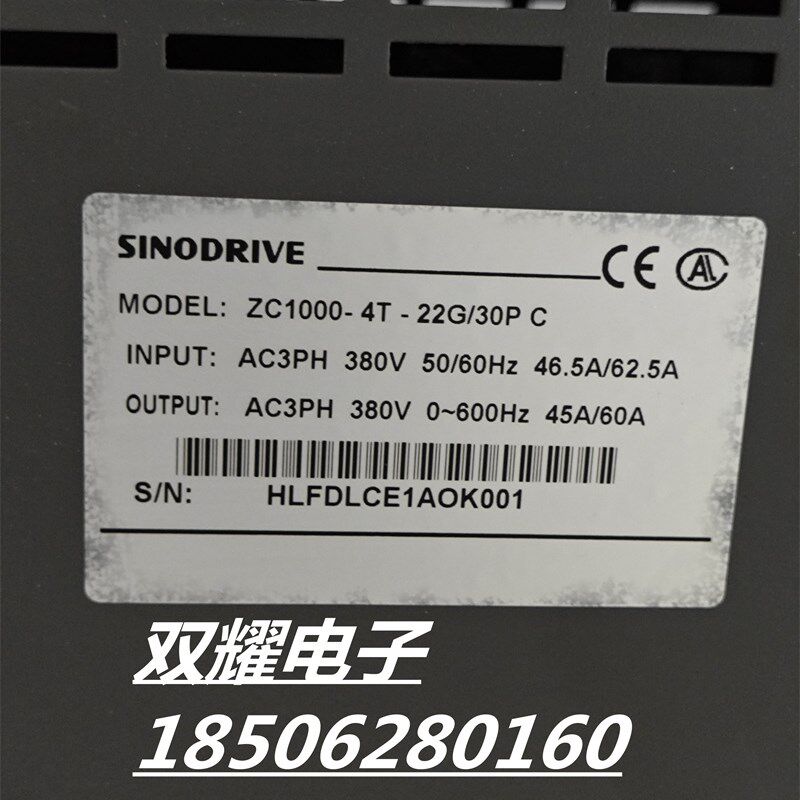 SINODRIVE
MODEL: ZC1000- 4T - 22G/30P C
INPUT: AC3PH 380V 50/60Hz 46.5A/62.5A
OUTPUT: AC3PH 380V 0~600Hz 45A/60A
S/N: HLFDLCE1AOK001
双耀电子
18506280160